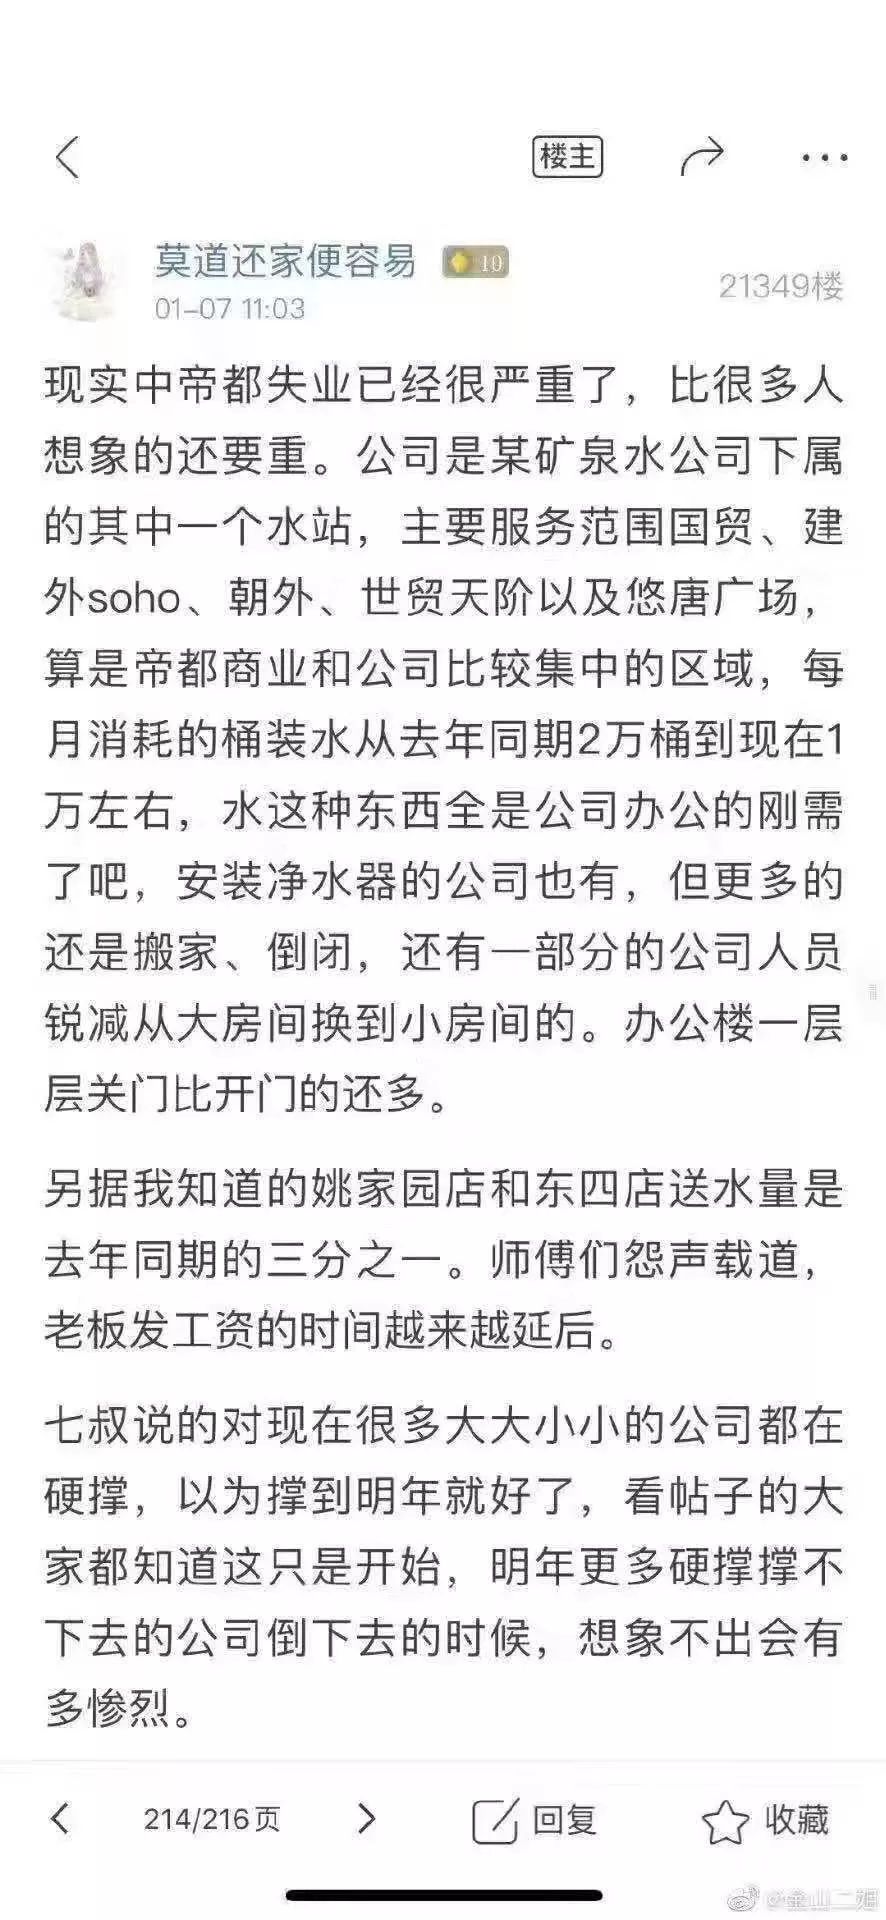 楼主
莫道还家便容易 10
01-07 11:03
21349楼
现实中帝都失业已经很严重了，比很多人
想象的还要重。公司是某矿泉水公司下属
的其中一个水站，主要服务范围国贸、建
外soho、朝外、世贸天阶以及悠唐广场，
算是帝都商业和公司比较集中的区域，每
月消耗的桶装水从去年同期2万桶到现在1
万左右，水这种东西全是公司办公的刚需
了吧，安装净水器的公司也有，但更多的
还是搬家、倒闭，还有一部分的公司人员
锐减从大房间换到小房间的。办公楼一层
层关门比开门的还多。
另据我知道的姚家园店和东四店送水量是
去年同期的三分之一。师傅们怨声载道，
老板发工资的时间越来越延后。
七叔说的对现在很多大大小小的公司都在
硬撑，以为撑到明年就好了，看帖子的大
家都知道这只是开始，明年更多硬撑撑不
下去的公司倒下去的时候，想象不出会有
多惨烈。
214/216页
回复
收藏
@金山二姐